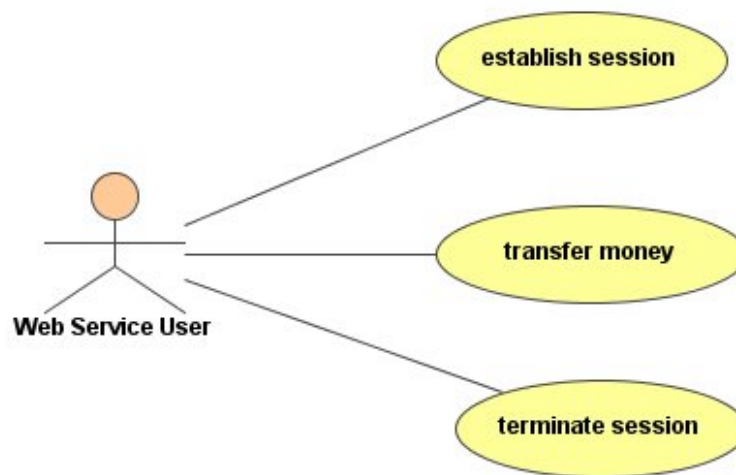 establish session
transfer money
Web Service User
terminate session